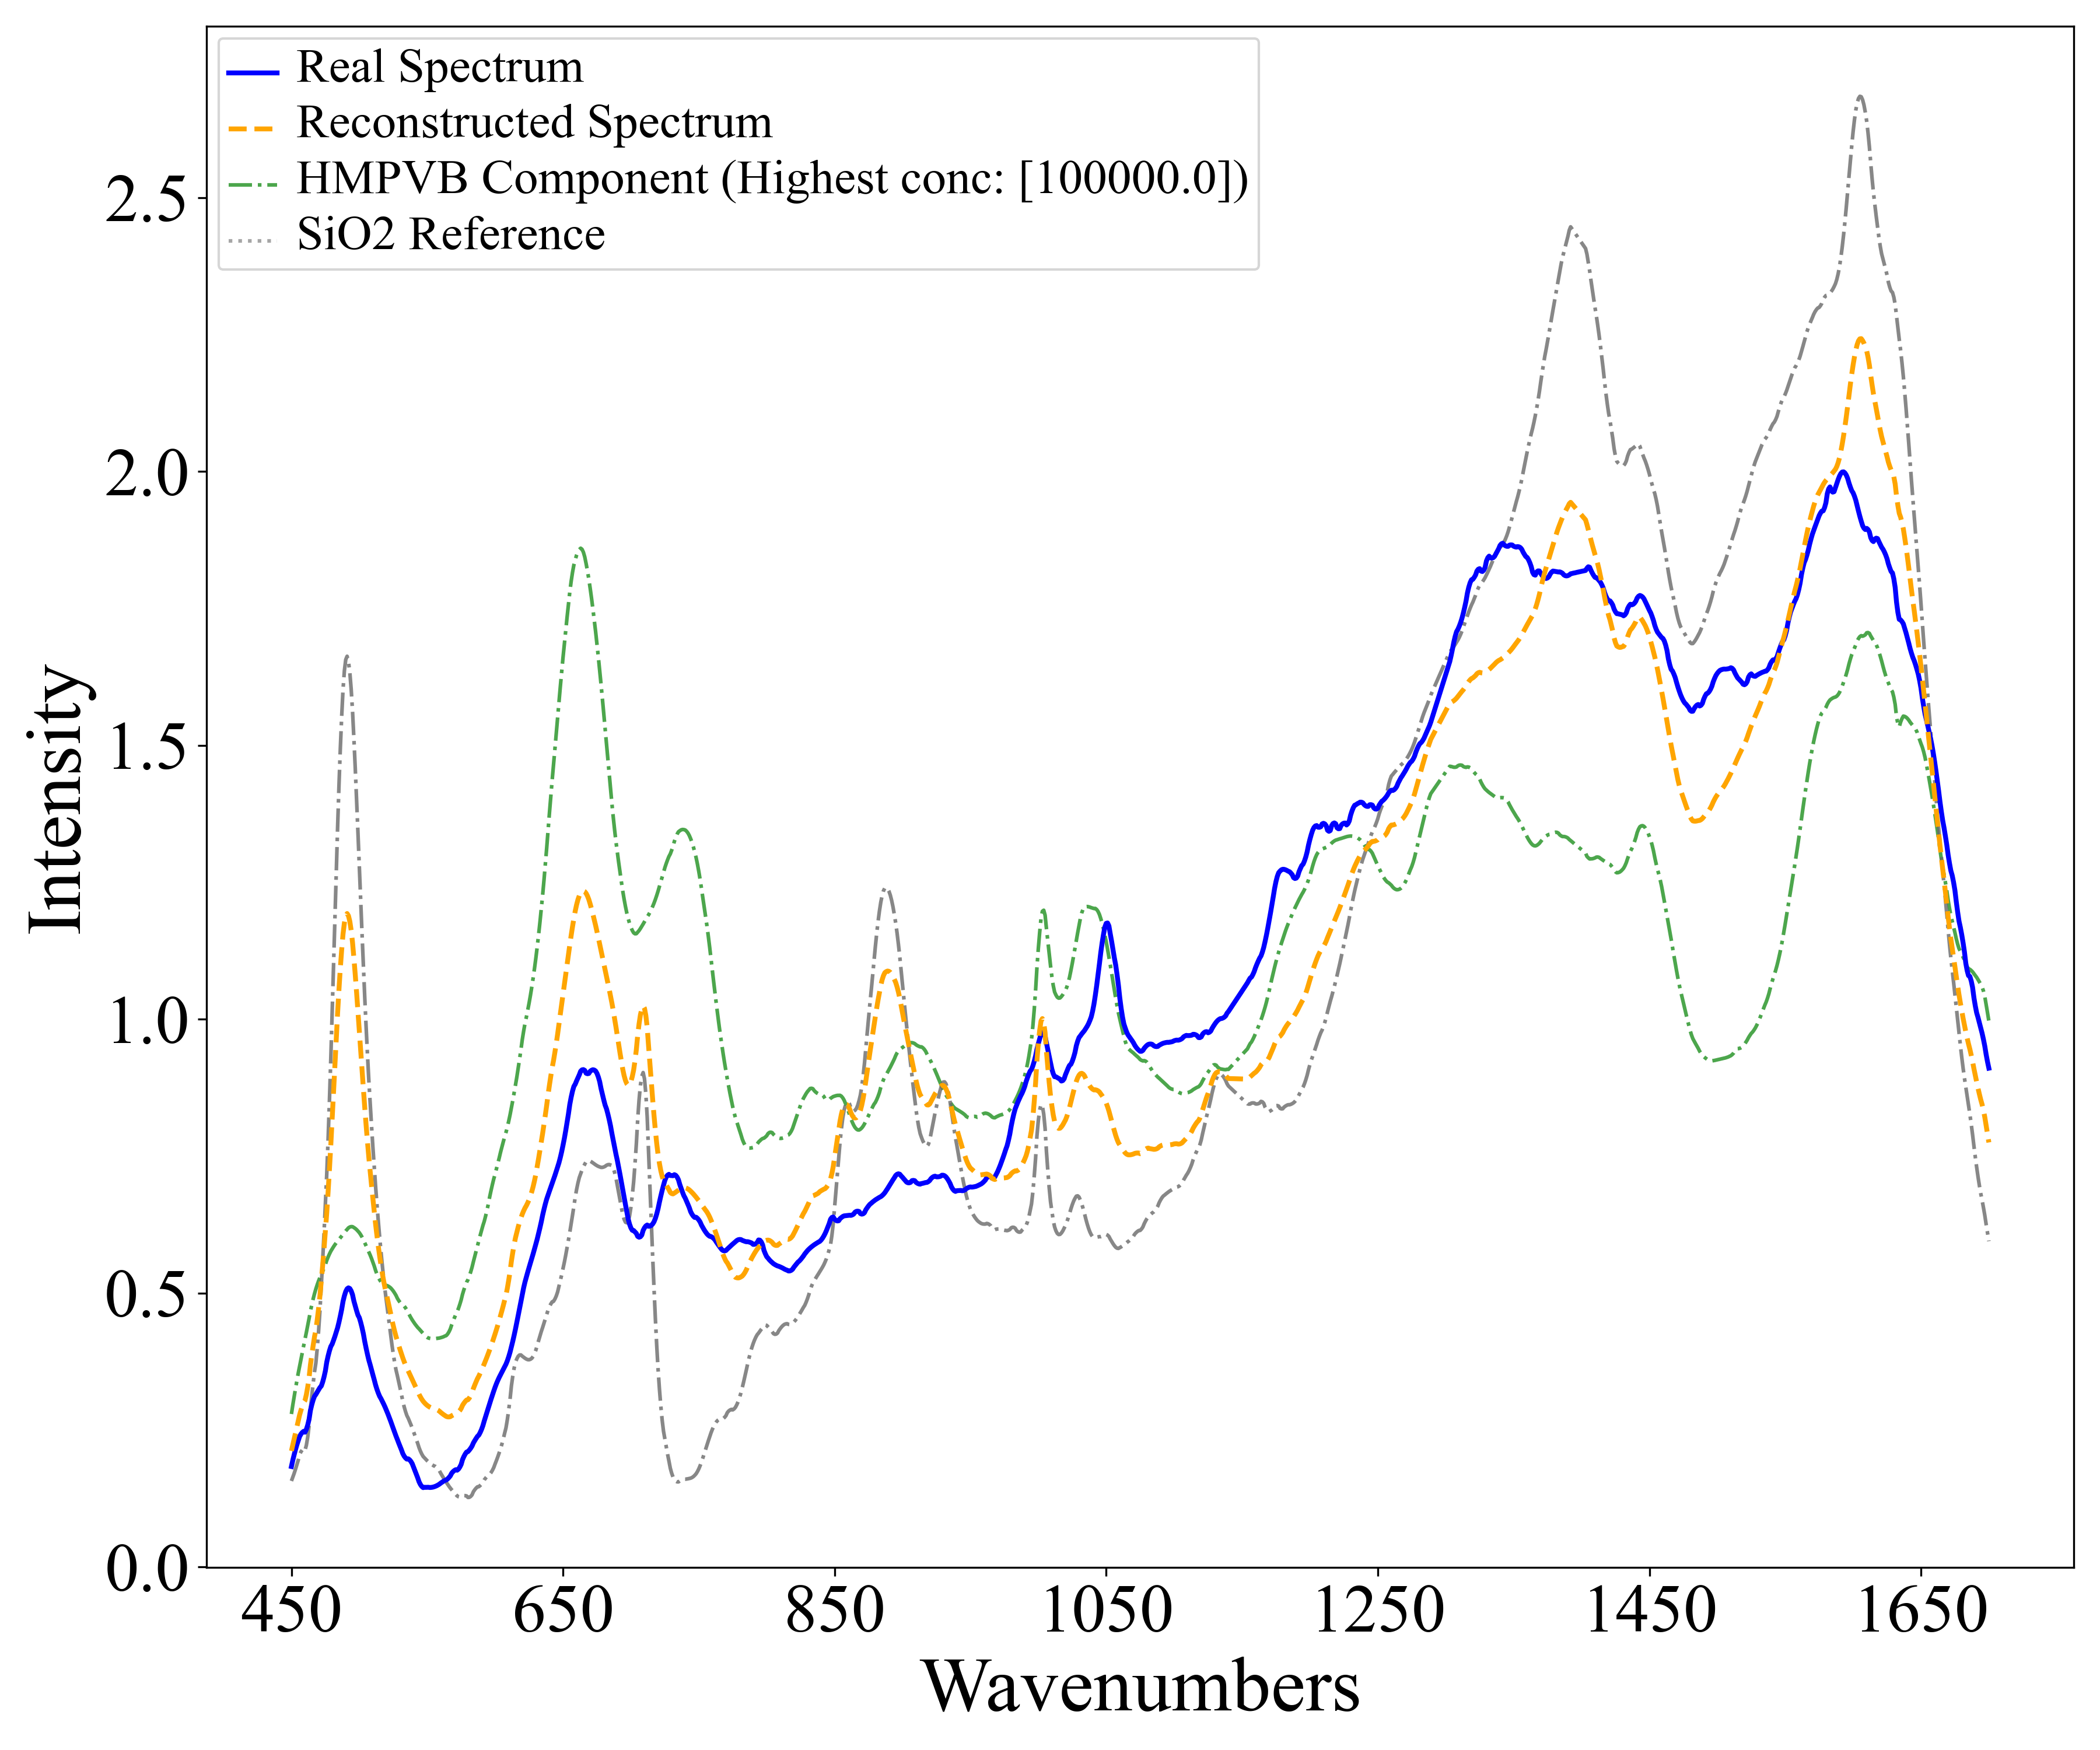 Real Spectrum
Reconstructed Spectrum
HMPVB Component (Highest conc: [100000.0])
SiO2 Reference
Intensity
2.5
2.0
1.5
1.0
0.5
0.0
450 650 850 1050 1250 1450 1650
Wavenumbers